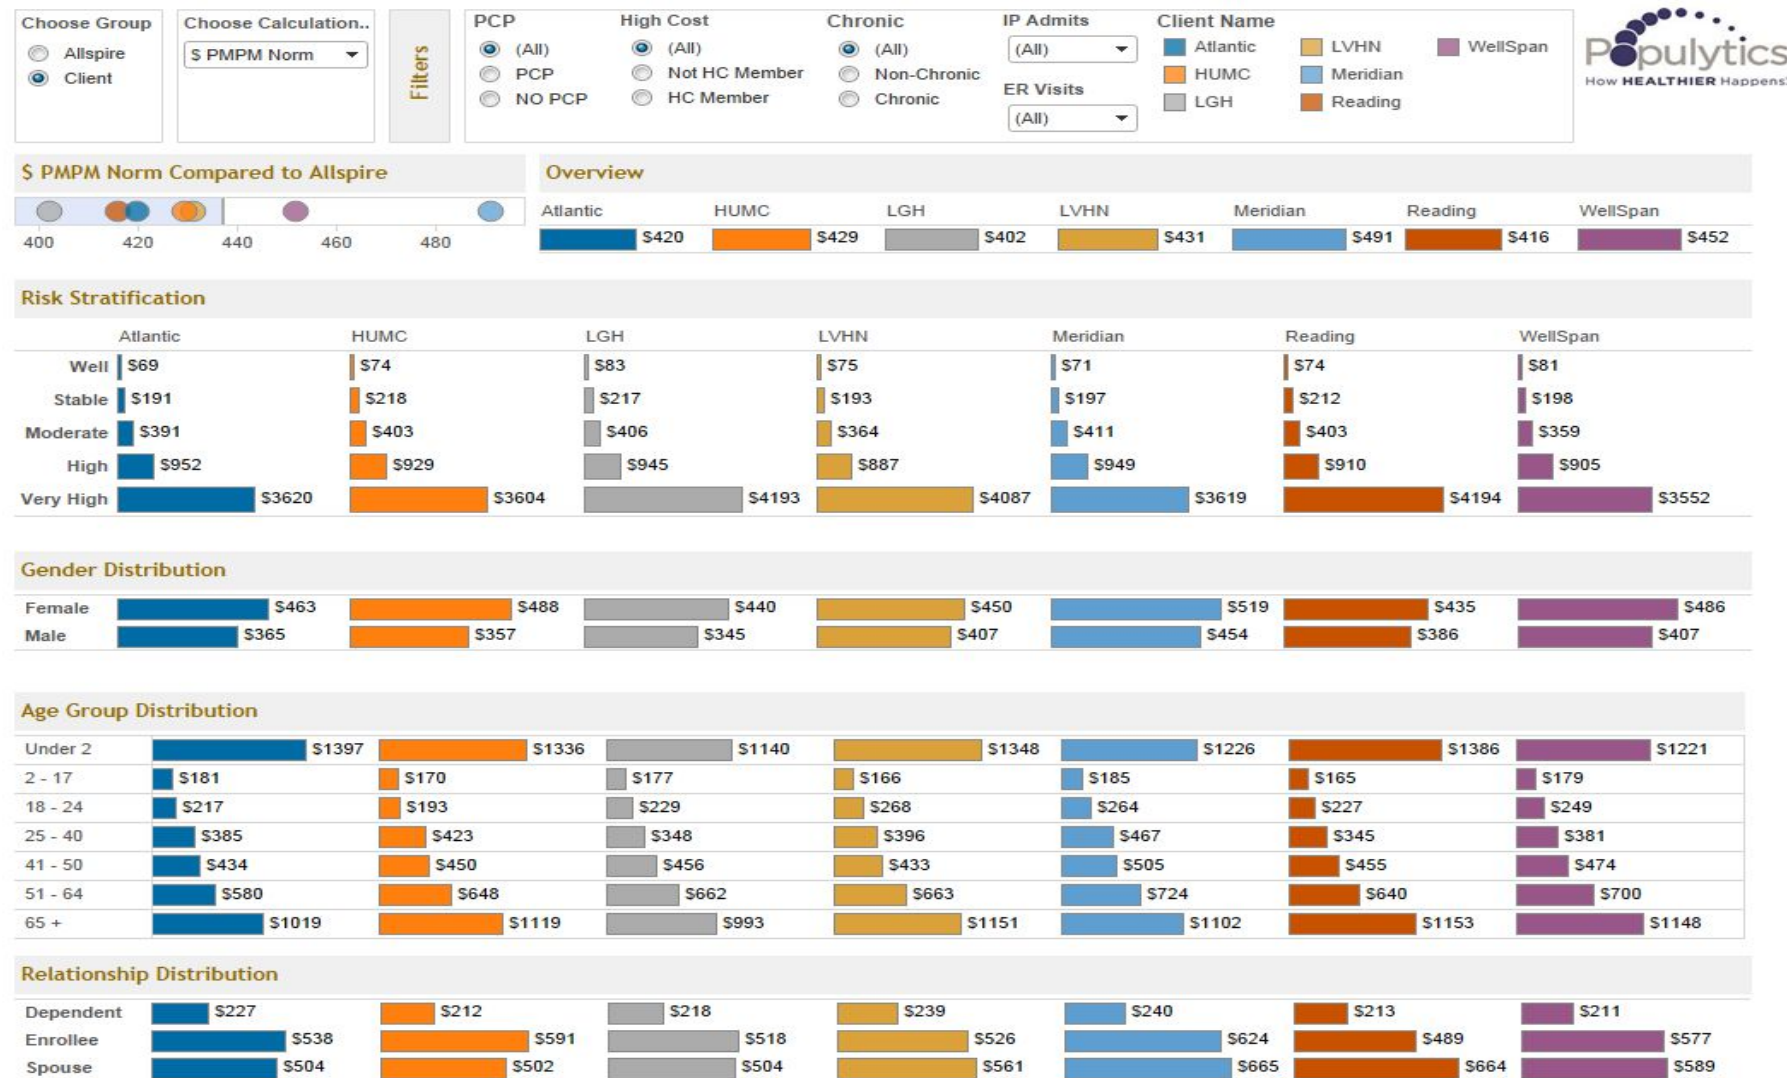 Choose Group
Allspire
Client
Choose Calculation..
$ PMPM Norm
Filters
PCP
(All)
PCP
NO PCP
High Cost
(All)
Not HC Member
HC Member
Chronic
(All)
Non-Chronic
Chronic
IP Admits
(All)
ER Visits
(All)
Client Name
Atlantic LVHN WellSpan
HUMC Meridian
LGH Reading
Populytics
How HEALTHIER Happens
$ PMPM Norm Compared to Allspire
400 420 440 460 480
Overview
Atlantic HUMC LGH LVHN Meridian Reading WellSpan
$420 $429 $402 $431 $491 $416 $452
Risk Stratification
Atlantic HUMC LGH LVHN Meridian Reading WellSpan
Well $69 $74 $83 $75 $71 $74 $81
Stable $191 $218 $217 $193 $197 $212 $198
Moderate $391 $403 $406 $364 $411 $403 $359
High $952 $929 $945 $887 $949 $910 $905
Very High $3620 $3604 $4193 $4087 $3619 $4194 $3552
Gender Distribution
Female $463 $488 $440 $450 $519 $435 $486
Male $365 $357 $345 $407 $454 $386 $407
Age Group Distribution
Under 2 $1397 $1336 $1140 $1348 $1226 $1386 $1221
2 - 17 $181 $170 $177 $166 $185 $165 $179
18 - 24 $217 $193 $229 $268 $264 $227 $249
25 - 40 $385 $423 $348 $396 $467 $345 $381
41 - 50 $434 $450 $456 $433 $505 $455 $474
51 - 64 $580 $648 $662 $663 $724 $640 $700
65 + $1019 $1119 $993 $1151 $1102 $1153 $1148
Relationship Distribution
Dependent $227 $212 $218 $239 $240 $213 $211
Enrollee $538 $591 $518 $526 $624 $489 $577
Spouse $504 $502 $504 $561 $665 $664 $589